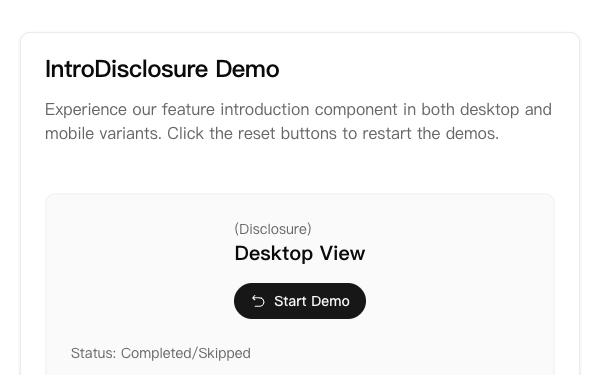 IntroDisclosure Demo
Experience our feature introduction component in both desktop and
mobile variants. Click the reset buttons to restart the demos.
(Disclosure)
Desktop View
Start Demo
Status: Completed/Skipped